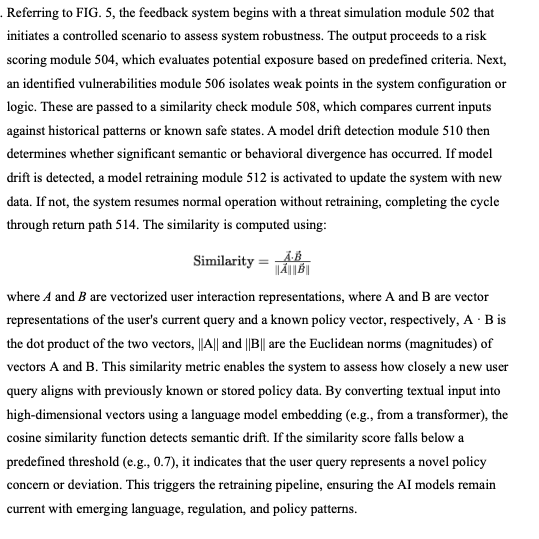 . Referring to FIG. 5, the feedback system begins with a threat simulation module 502 that
initiates a controlled scenario to assess system robustness. The output proceeds to a risk
scoring module 504, which evaluates potential exposure based on predefined criteria. Next,
an identified vulnerabilities module 506 isolates weak points in the system configuration or
logic. These are passed to a similarity check module 508, which compares current inputs
against historical patterns or known safe states. A model drift detection module 510 then
determines whether significant semantic or behavioral divergence has occurred. If model
drift is detected, a model retraining module 512 is activated to update the system with new
data. If not, the system resumes normal operation without retraining, completing the cycle
through return path 514. The similarity is computed using:
Similarity = A⃗·B⃗ / ||A⃗||||B⃗||
where A and B are vectorized user interaction representations, where A and B are vector
representations of the user's current query and a known policy vector, respectively, A · B is
the dot product of the two vectors, ||A|| and ||B|| are the Euclidean norms (magnitudes) of
vectors A and B. This similarity metric enables the system to assess how closely a new user
query aligns with previously known or stored policy data. By converting textual input into
high-dimensional vectors using a language model embedding (e.g., from a transformer), the
cosine similarity function detects semantic drift. If the similarity score falls below a
predefined threshold (e.g., 0.7), it indicates that the user query represents a novel policy
concern or deviation. This triggers the retraining pipeline, ensuring the AI models remain
current with emerging language, regulation, and policy patterns.